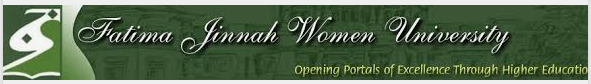 Fatima Jinnah Women University
Opening Portals of Excellence Through Higher Educatio